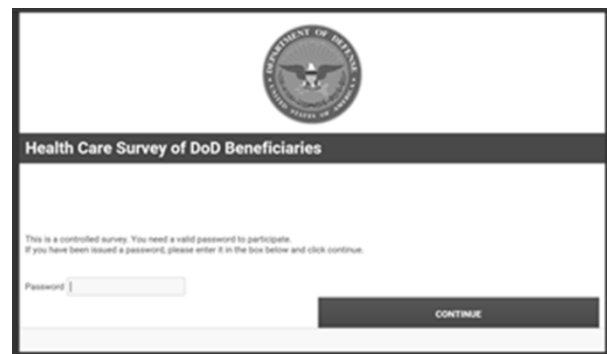 DEPARTMENT OF DEFENSE
UNITED STATES OF AMERICA
Health Care Survey of DoD Beneficiaries
This is a controlled survey. You need a valid password to participate.
If you have been issued a password, please enter it in the box below and click continue.
Password
CONTINUE